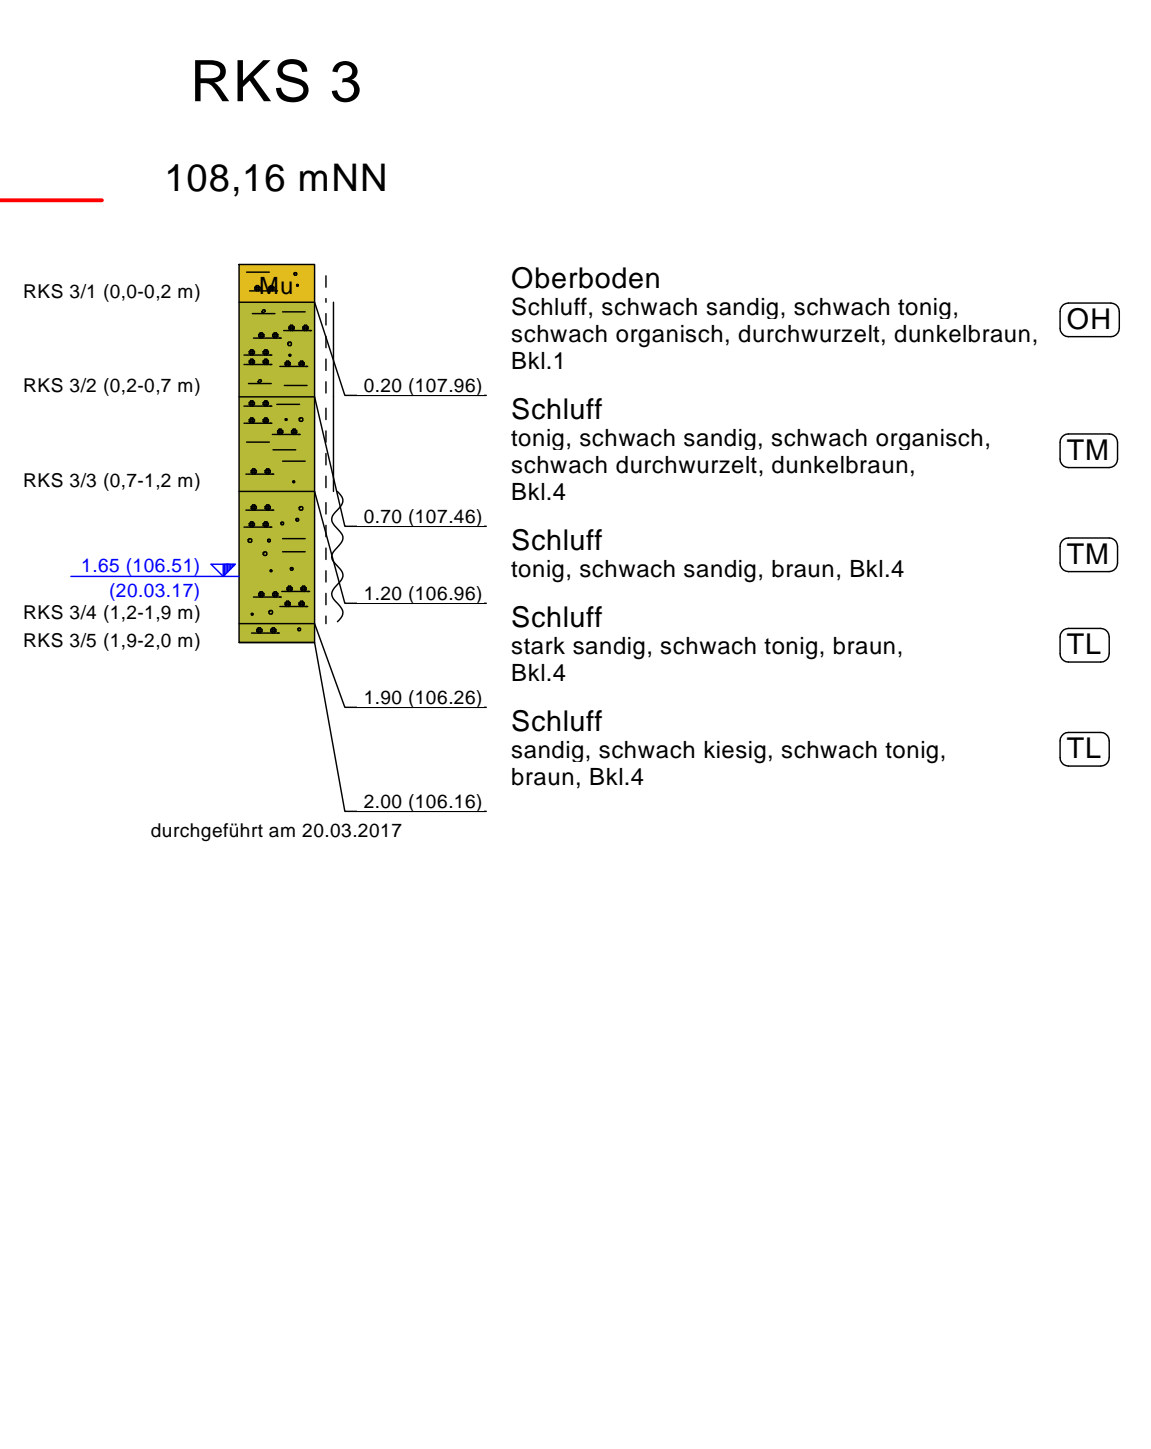 RKS 3
108,16 mNN
RKS 3/1 (0,0-0,2 m)
Mu
Oberboden
Schluff, schwach sandig, schwach tonig,
schwach organisch, durchwurzelt, dunkelbraun,
Bkl.1
OH
RKS 3/2 (0,2-0,7 m)
0.20 (107.96)
Schluff
tonig, schwach sandig, schwach organisch,
schwach durchwurzelt, dunkelbraun,
Bkl.4
TM
RKS 3/3 (0,7-1,2 m)
0.70 (107.46)
Schluff
tonig, schwach sandig, braun, Bkl.4
TM
1.65 (106.51)
(20.03.17)
1.20 (106.96)
RKS 3/4 (1,2-1,9 m)
RKS 3/5 (1,9-2,0 m)
Schluff
stark sandig, schwach tonig, braun,
Bkl.4
TL
1.90 (106.26)
Schluff
sandig, schwach kiesig, schwach tonig,
braun, Bkl.4
TL
2.00 (106.16)
durchgeführt am 20.03.2017